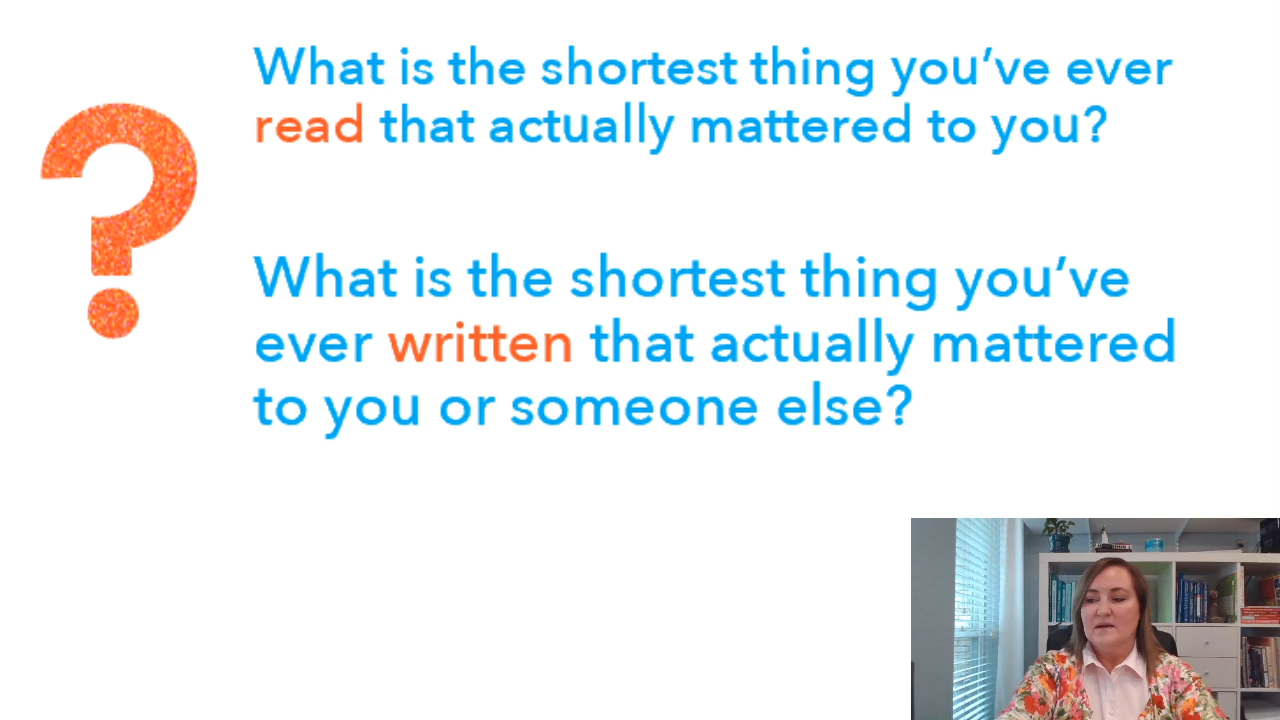 What is the shortest thing you’ve ever
read that actually mattered to you?
What is the shortest thing you’ve
ever written that actually mattered
to you or someone else?